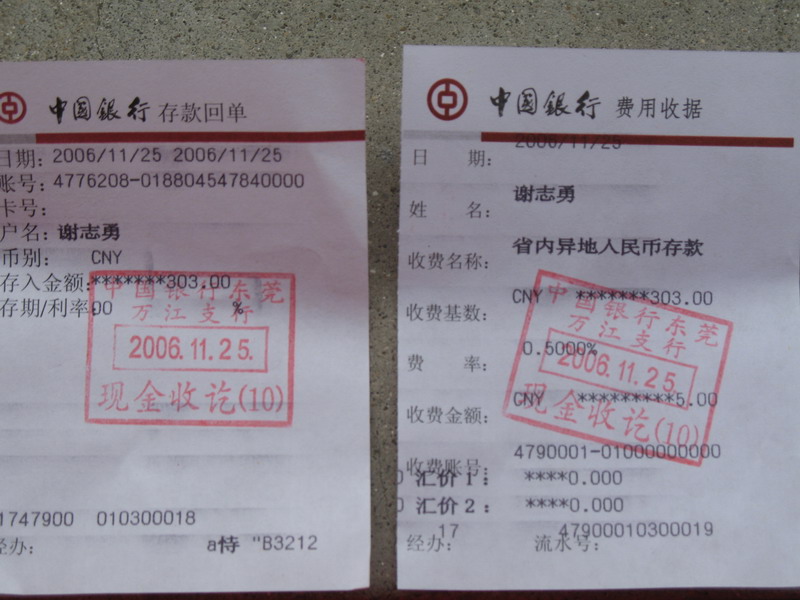 中国銀行 存款回单
日期: 2006/11/25 2006/11/25
账号: 4776208-018804547840000
卡号:
户名: 谢志勇
币别: CNY
存入金额: *******303.00
存期/利率: 00 %
中国银行东莞
万江支行
2006.11.25.
现金收讫(10)
1747900 010300018
经办: a恃 "B3212
中国銀行 费用收据
日 期: 2006/11/25
姓 名: 谢志勇
收费名称: 省内异地人民币存款
收费基数: CNY *******303.00
费 率: 0.5000%
收费金额: CNY *********5.00
收费账号: 4790001-01000000000
汇价 1: ****0.000
汇价 2: ****0.000
经办: 17 流水号: 47900010300019
中国银行东莞
万江支行
2006.11.25.
现金收讫(10)